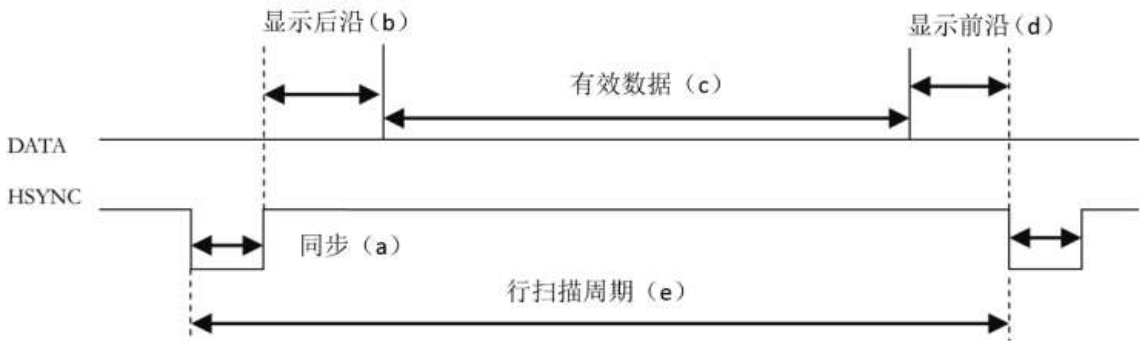 显示后沿（b）
显示前沿（d）
有效数据（c）
DATA
HSYNC
同步（a）
行扫描周期（e）